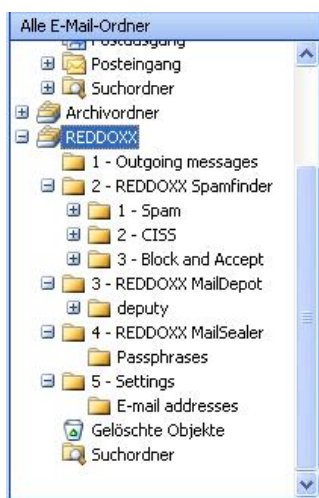 Alle E-Mail-Ordner
Postausgang
Posteingang
Suchordner
Archivordner
REDDOXX
1 - Outgoing messages
2 - REDDOXX Spamfinder
1 - Spam
2 - CISS
3 - Block and Accept
3 - REDDOXX MailDepot
deputy
4 - REDDOXX MailSealer
Passphrases
5 - Settings
E-mail addresses
Gelöschte Objekte
Suchordner